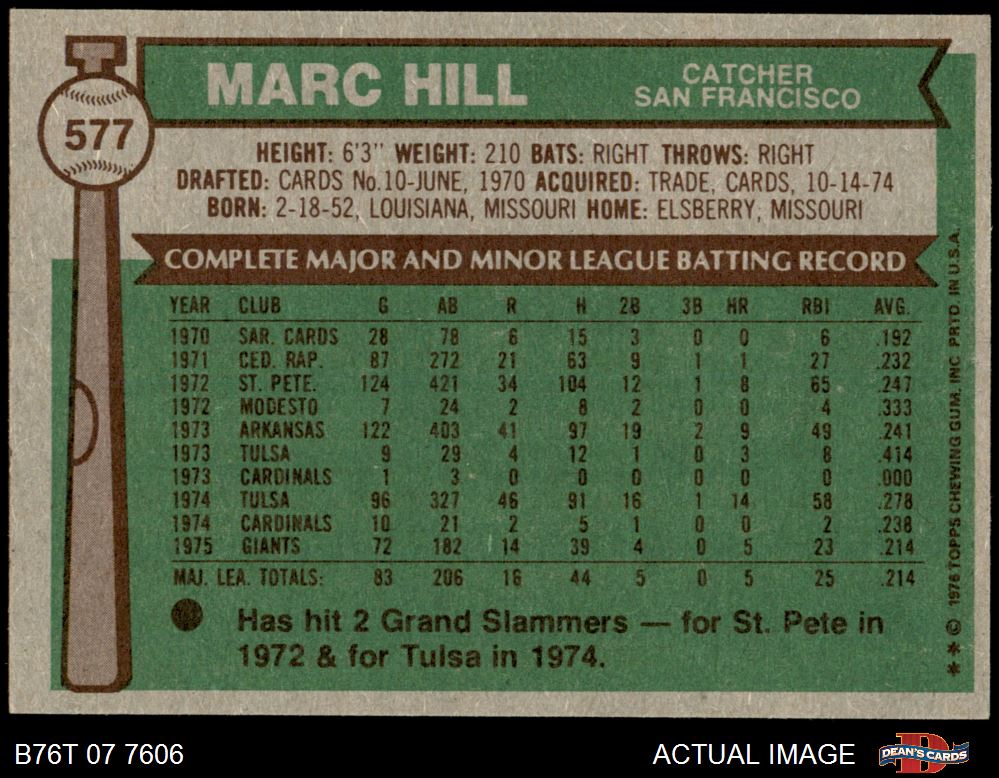 577
MARC HILL
CATCHER
SAN FRANCISCO
HEIGHT: 6'3" WEIGHT: 210 BATS: RIGHT THROWS: RIGHT
DRAFTED: CARDS No.10-JUNE, 1970 ACQUIRED: TRADE, CARDS, 10-14-74
BORN: 2-18-52, LOUISIANA, MISSOURI HOME: ELSBERRY, MISSOURI
COMPLETE MAJOR AND MINOR LEAGUE BATTING RECORD
YEAR CLUB G AB R H 2B 3B HR RBI AVG.
1970 SAR. CARDS 28 78 6 15 3 0 0 6 .192
1971 CED. RAP. 87 272 21 63 9 1 1 27 .232
1972 ST. PETE. 124 421 34 104 12 1 8 65 .247
1972 MODESTO 7 24 2 8 2 0 0 4 .333
1973 ARKANSAS 122 403 41 97 19 2 9 49 .241
1973 TULSA 9 29 4 12 1 0 3 8 .414
1973 CARDINALS 1 3 0 0 0 0 0 0 .000
1974 TULSA 96 327 46 91 16 1 14 58 .278
1974 CARDINALS 10 21 2 5 1 0 0 2 .238
1975 GIANTS 72 182 14 39 4 0 5 23 .214
MAJ. LEA. TOTALS: 83 206 16 44 5 0 5 25 .214
Has hit 2 Grand Slammers — for St. Pete in
1972 & for Tulsa in 1974.
** © 1976 TOPPS CHEWING GUM, INC. PRTD. IN U.S.A.
B76T 07 7606
ACTUAL IMAGE
DEAN'S CARDS